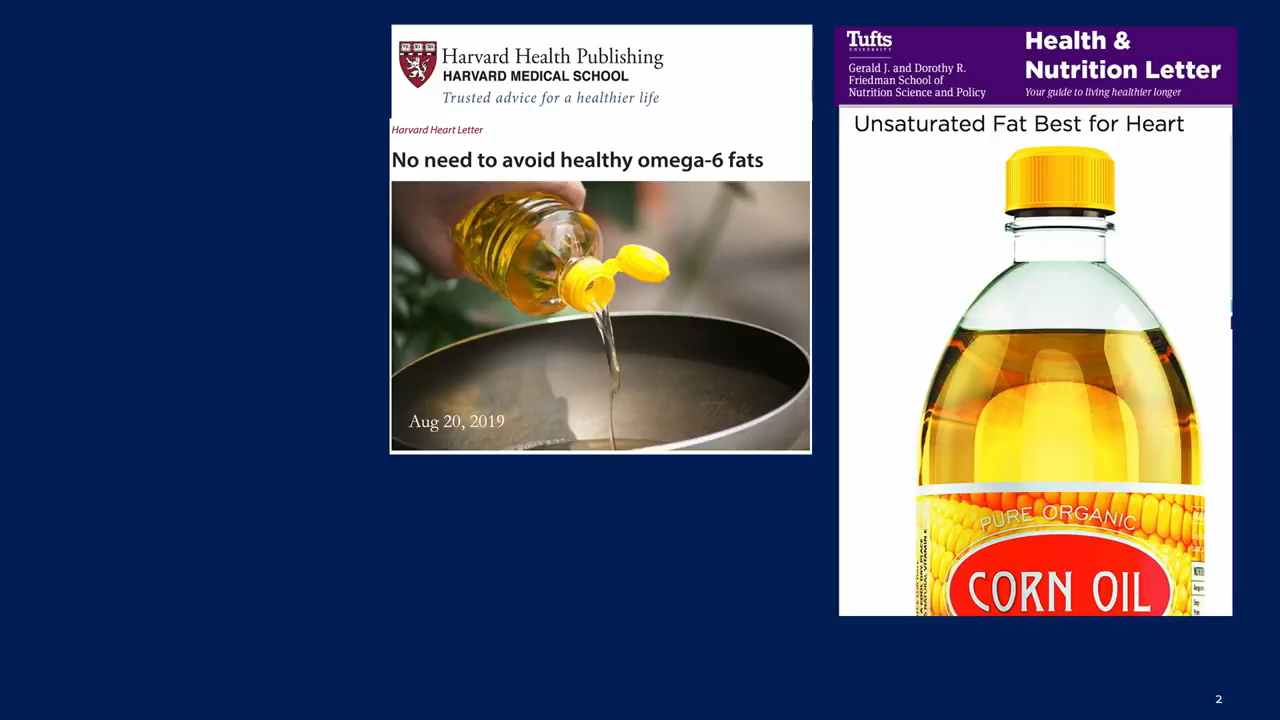 Harvard Health Publishing
HARVARD MEDICAL SCHOOL
Trusted advice for a healthier life
Harvard Heart Letter
No need to avoid healthy omega-6 fats
Aug 20, 2019
Tufts
UNIVERSITY
Gerald J. and Dorothy R.
Friedman School of
Nutrition Science and Policy
Health &
Nutrition Letter
Your guide to living healthier longer
Unsaturated Fat Best for Heart
PURE ORGANIC
CORN OIL
2